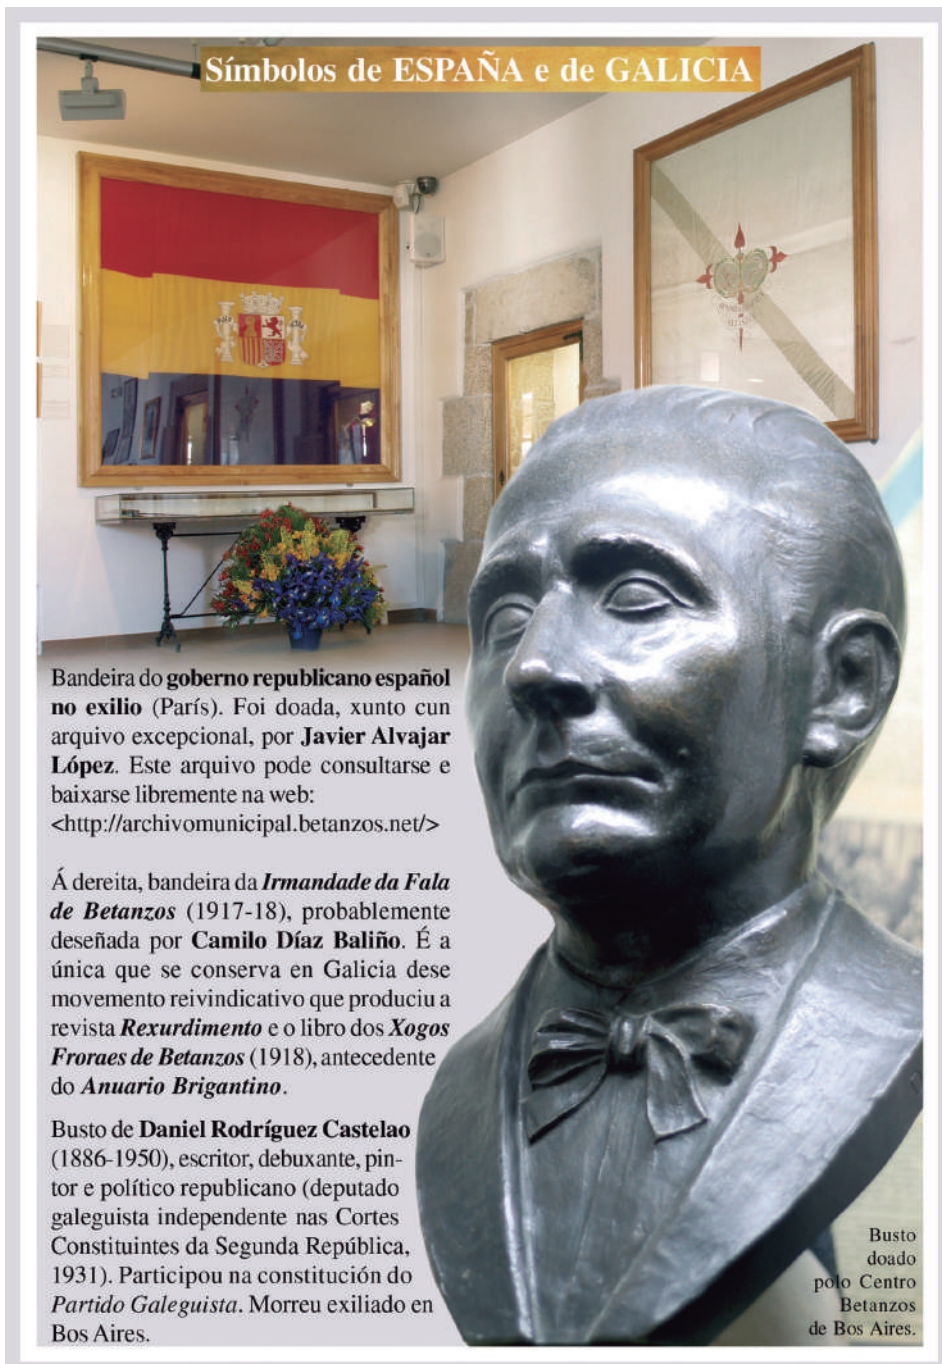 Símbolos de ESPAÑA e de GALICIA
Bandeira do goberno republicano español
no exilio (París). Foi doada, xunto cun
arquivo excepcional, por Javier Alvajar
López. Este arquivo pode consultarse e
baixarse libremente na web:
<http://archivomunicipal.betanzos.net/>
Á dereita, bandeira da Irmandade da Fala
de Betanzos (1917-18), probablemente
deseñada por Camilo Díaz Baliño. É a
única que se conserva en Galicia dese
movemento reivindicativo que produciu a
revista Rexurdimento e o libro dos Xogos
Froraes de Betanzos (1918), antecedente
do Anuario Brigantino.
Busto de Daniel Rodríguez Castelao
(1886-1950), escritor, debuxante, pin-
tor e político republicano (deputado
galeguista independente nas Cortes
Constituintes da Segunda República,
1931). Participou na constitución do
Partido Galeguista. Morreu exiliado en
Bos Aires.
Busto
doado
polo Centro
Betanzos
de Bos Aires.